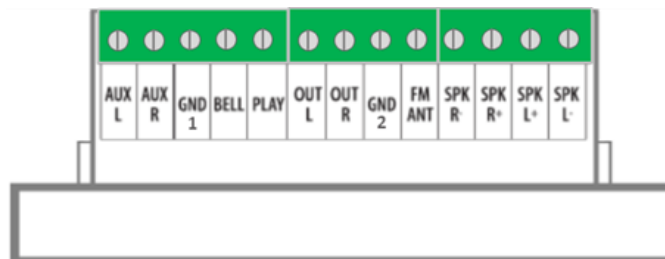 AUX L
AUX R
GND 1
BELL
PLAY
OUT L
OUT R
GND 2
FM ANT
SPK R-
SPK R+
SPK L+
SPK L-